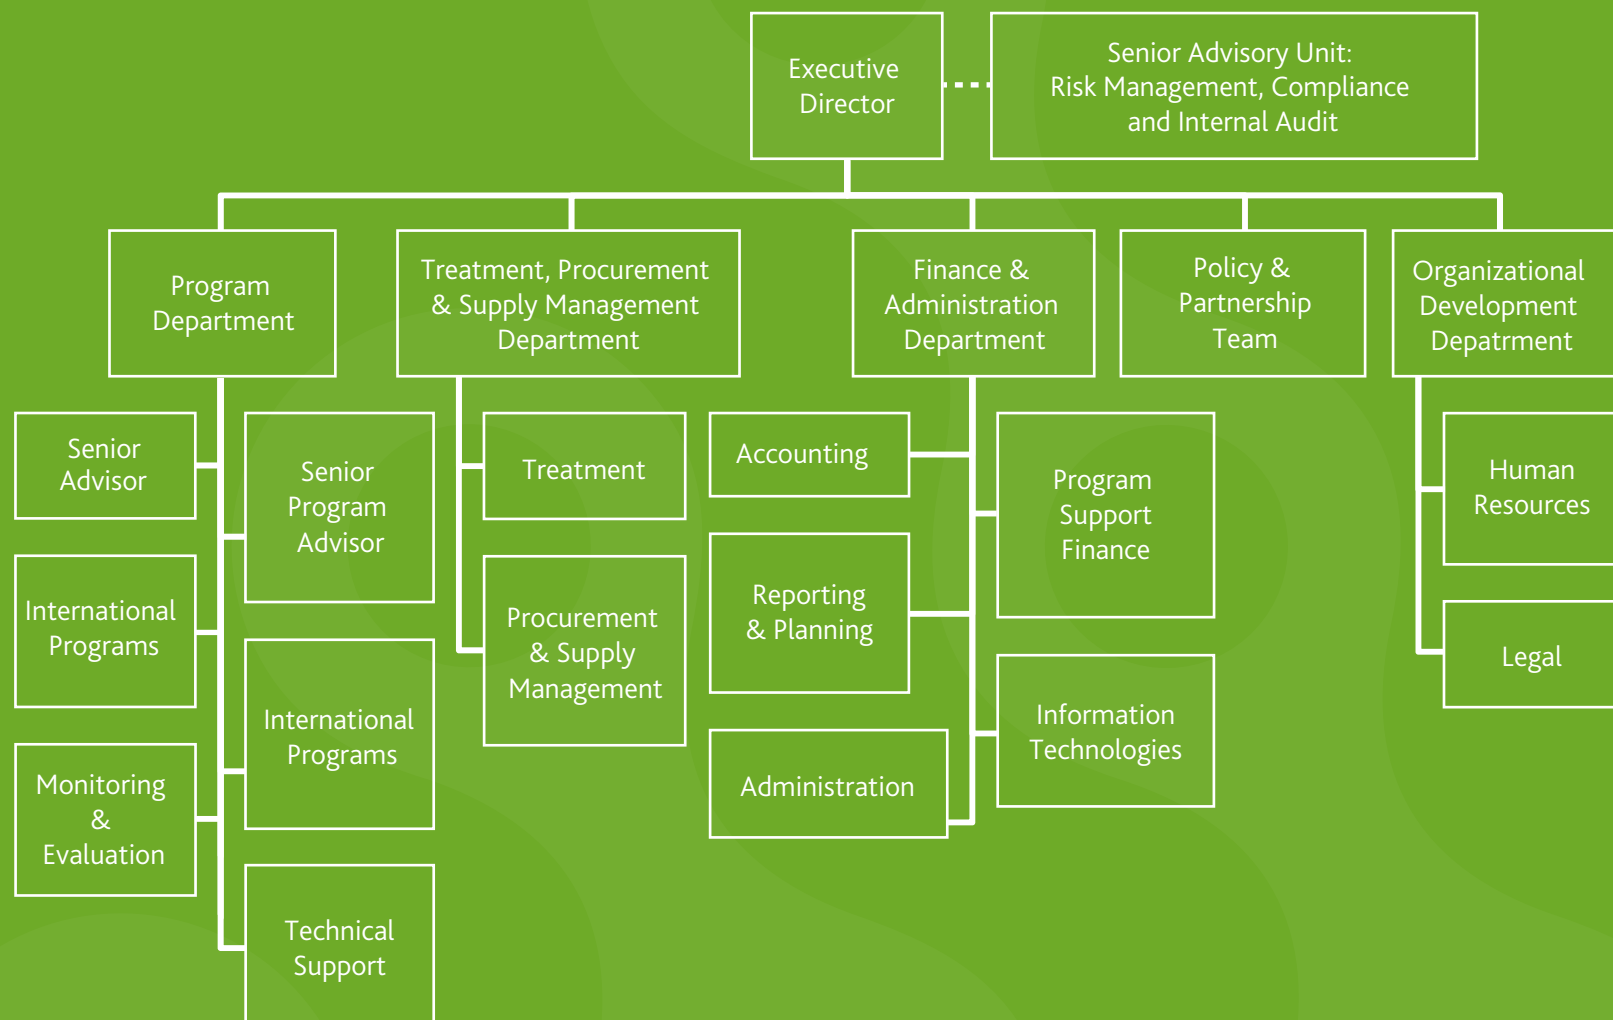 Executive
Director
Senior Advisory Unit:
Risk Management, Compliance
and Internal Audit
Program
Department
Treatment, Procurement
& Supply Management
Department
Finance &
Administration
Department
Policy &
Partnership
Team
Organizational
Development
Depatrment
Senior
Advisor
International
Programs
Monitoring
&
Evaluation
Senior
Program
Advisor
International
Programs
Technical
Support
Treatment
Procurement
& Supply
Management
Accounting
Reporting
& Planning
Administration
Program
Support
Finance
Information
Technologies
Human
Resources
Legal